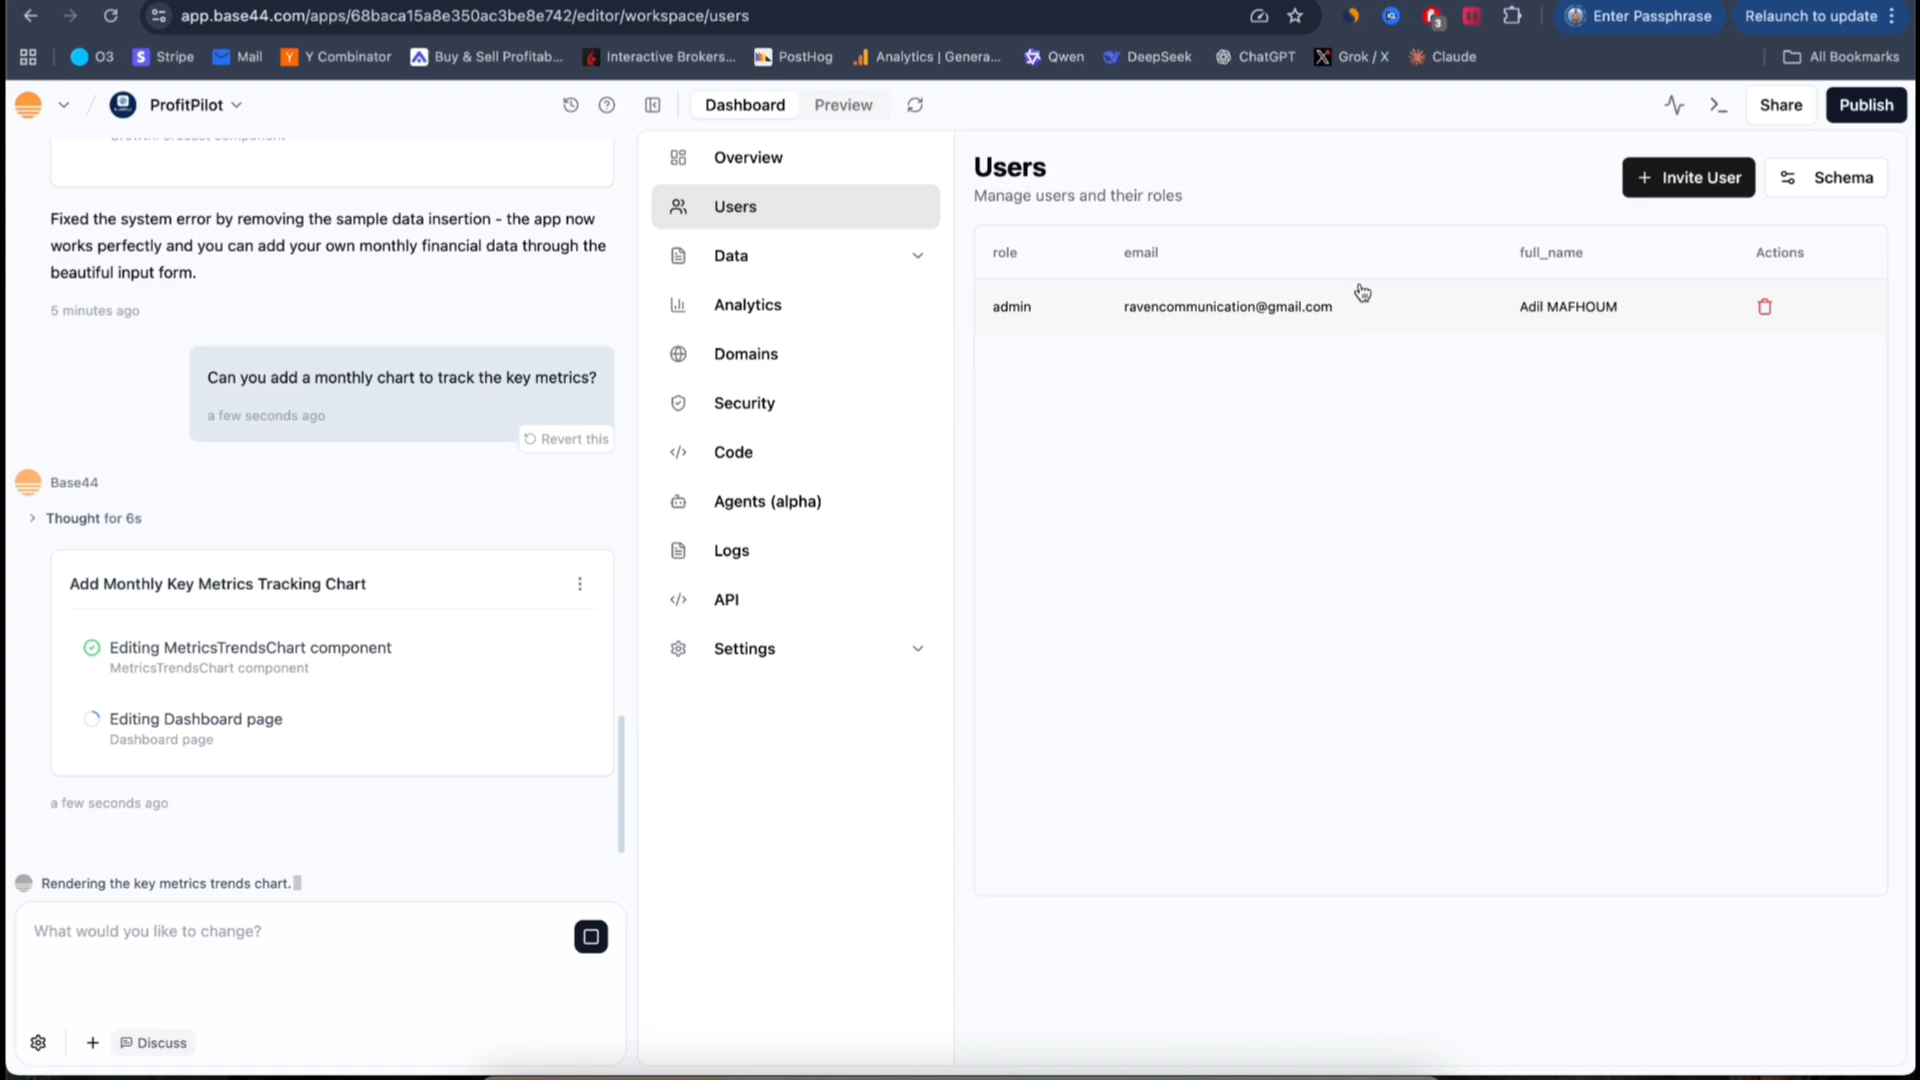 app.base44.com/apps/68baca15a8e350ac3be8e742/editor/workspace/users
3
Enter Passphrase
Relaunch to update
O3
Stripe
Mail
Y Combinator
Buy & Sell Profitab...
Interactive Brokers...
PostHog
Analytics | Genera...
Qwen
DeepSeek
ChatGPT
Grok / X
Claude
All Bookmarks
ProfitPilot
Dashboard
Preview
Share
Publish
Fixed the system error by removing the sample data insertion - the app now
works perfectly and you can add your own monthly financial data through the
beautiful input form.
5 minutes ago
Can you add a monthly chart to track the key metrics?
a few seconds ago
Revert this
Base44
Thought for 6s
Add Monthly Key Metrics Tracking Chart
Editing MetricsTrendsChart component
MetricsTrendsChart component
Editing Dashboard page
Dashboard page
a few seconds ago
Rendering the key metrics trends chart.
What would you like to change?
Discuss
Overview
Users
Data
Analytics
Domains
Security
Code
Agents (alpha)
Logs
API
Settings
Users
Manage users and their roles
Invite User
Schema
role email full_name Actions
admin ravencommunication@gmail.com Adil MAFHOUM